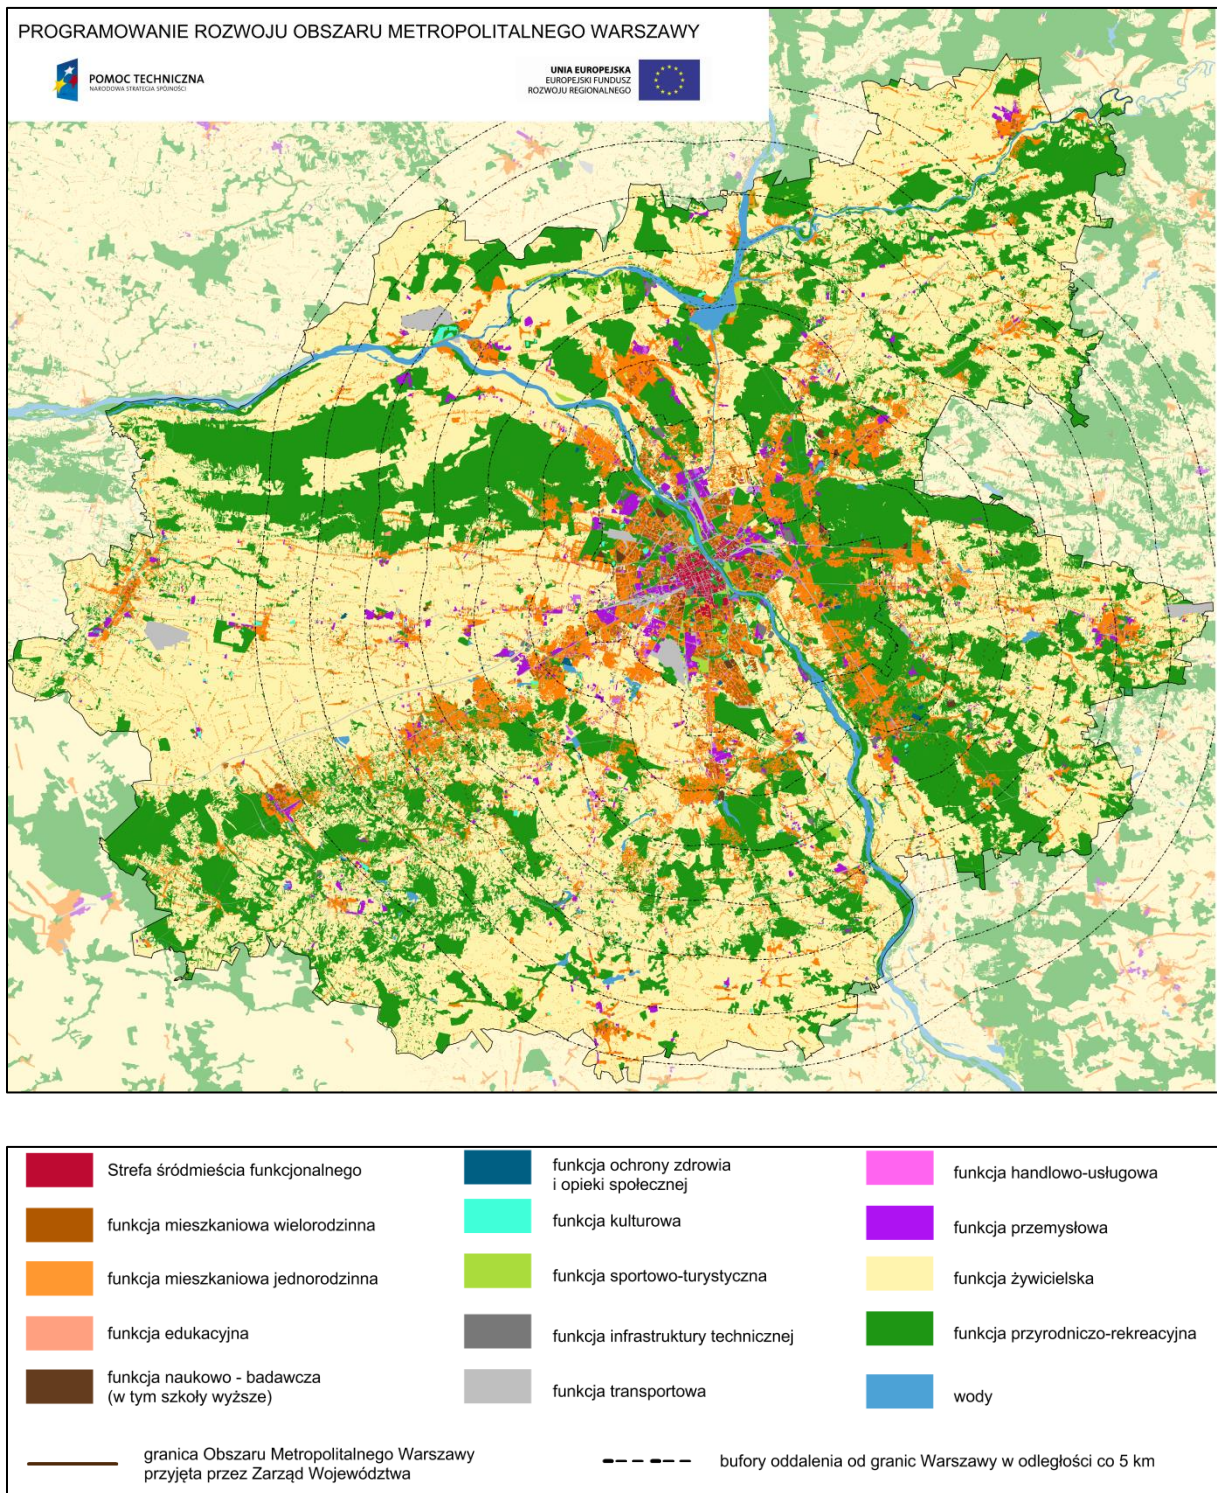 PROGRAMOWANIE ROZWOJU OBSZARU METROPOLITALNEGO WARSZAWY
POMOC TECHNICZNA
NARODOWA STRATEGIA SPÓJNOŚCI
UNIA EUROPEJSKA
EUROPEJSKI FUNDUSZ
ROZWOJU REGIONALNEGO
Strefa śródmieścia funkcjonalnego
funkcja mieszkaniowa wielorodzinna
funkcja mieszkaniowa jednorodzinna
funkcja edukacyjna
funkcja naukowo - badawcza
(w tym szkoły wyższe)
funkcja ochrony zdrowia
i opieki społecznej
funkcja kulturowa
funkcja sportowo-turystyczna
funkcja infrastruktury technicznej
funkcja transportowa
funkcja handlowo-usługowa
funkcja przemysłowa
funkcja żywicielska
funkcja przyrodniczo-rekreacyjna
wody
granica Obszaru Metropolitalnego Warszawy
przyjęta przez Zarząd Województwa
bufory oddalenia od granic Warszawy w odległości co 5 km